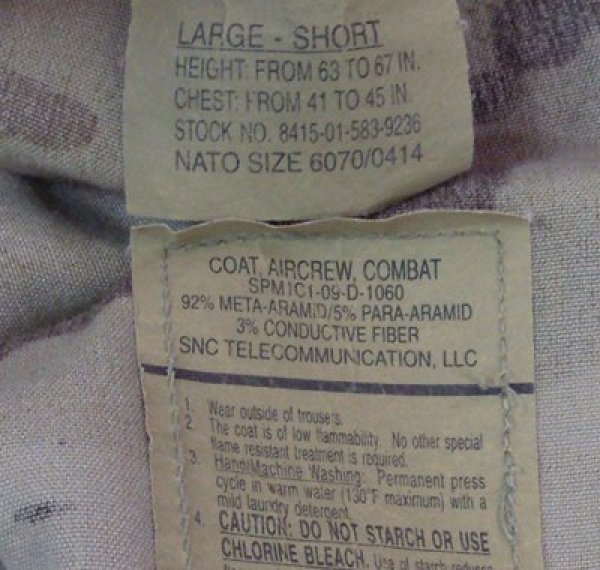 LARGE - SHORT
HEIGHT: FROM 63 TO 67 IN.
CHEST: FROM 41 TO 45 IN.
STOCK NO. 8415-01-583-9236
NATO SIZE 6070/0414
COAT, AIRCREW, COMBAT
SPM1C1-09-D-1060
92% META-ARAMID/5% PARA-ARAMID
3% CONDUCTIVE FIBER
SNC TELECOMMUNICATION, LLC
1. Wear outside of trousers.
2. The coat is of low flammability. No other special
flame resistant treatment is required.
3. Hand/Machine Washing: Permanent press
cycle in warm water (130°F maximum) with a
mild laundry detergent.
4. CAUTION: DO NOT STARCH OR USE
CHLORINE BLEACH. Use of starch reduces